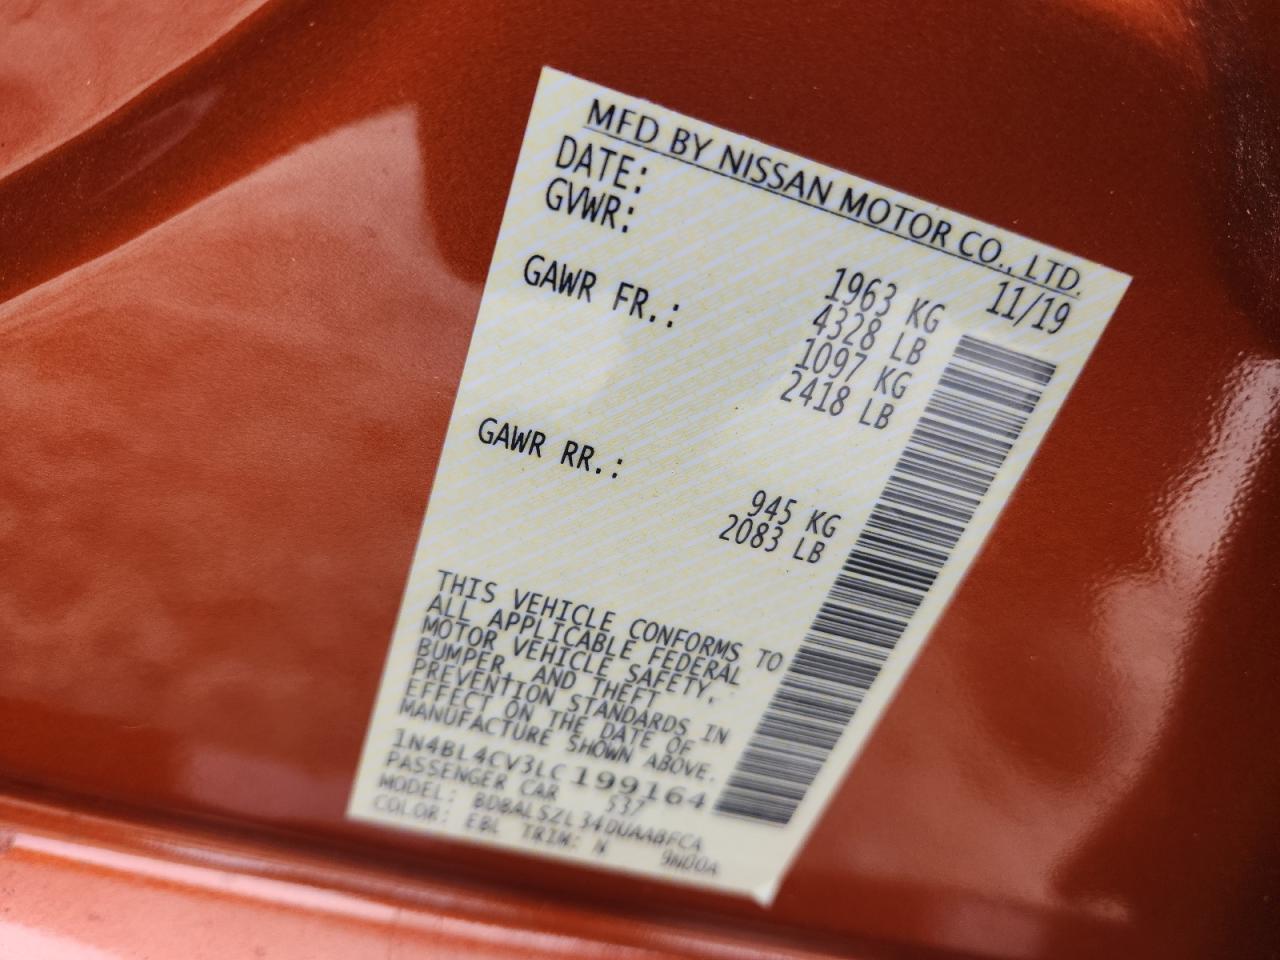 MFD BY NISSAN MOTOR CO., LTD.
DATE: 11/19
GVWR: 1963 KG
4328 LB
GAWR FR.: 1097 KG
2418 LB
GAWR RR.: 945 KG
2083 LB
THIS VEHICLE CONFORMS TO
ALL APPLICABLE FEDERAL
MOTOR VEHICLE SAFETY,
BUMPER, AND THEFT
PREVENTION STANDARDS IN
EFFECT ON THE DATE OF
MANUFACTURE SHOWN ABOVE.
1N4BL4CV3LC199164
PASSENGER CAR 537
MODEL: BDBALSZL34DUAABFCA
COLOR: EBL TRIM: N